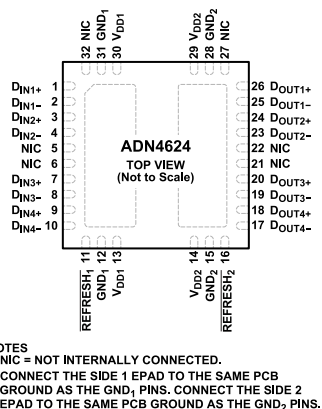 32 NIC
31 GND1
30 VDD1
29 VDD2
28 GND2
27 NIC
DIN1+ 1
DIN1− 2
DIN2+ 3
DIN2− 4
NIC 5
NIC 6
DIN3+ 7
DIN3− 8
DIN4+ 9
DIN4− 10
ADN4624
TOP VIEW
(Not to Scale)
26 DOUT1+
25 DOUT1−
24 DOUT2+
23 DOUT2−
22 NIC
21 NIC
20 DOUT3+
19 DOUT3−
18 DOUT4+
17 DOUT4−
REFRESH1 11
GND1 12
VDD1 13
VDD2 14
GND2 15
REFRESH2 16
OTES
NIC = NOT INTERNALLY CONNECTED.
CONNECT THE SIDE 1 EPAD TO THE SAME PCB
GROUND AS THE GND1 PINS. CONNECT THE SIDE 2
EPAD TO THE SAME PCB GROUND AS THE GND2 PINS.